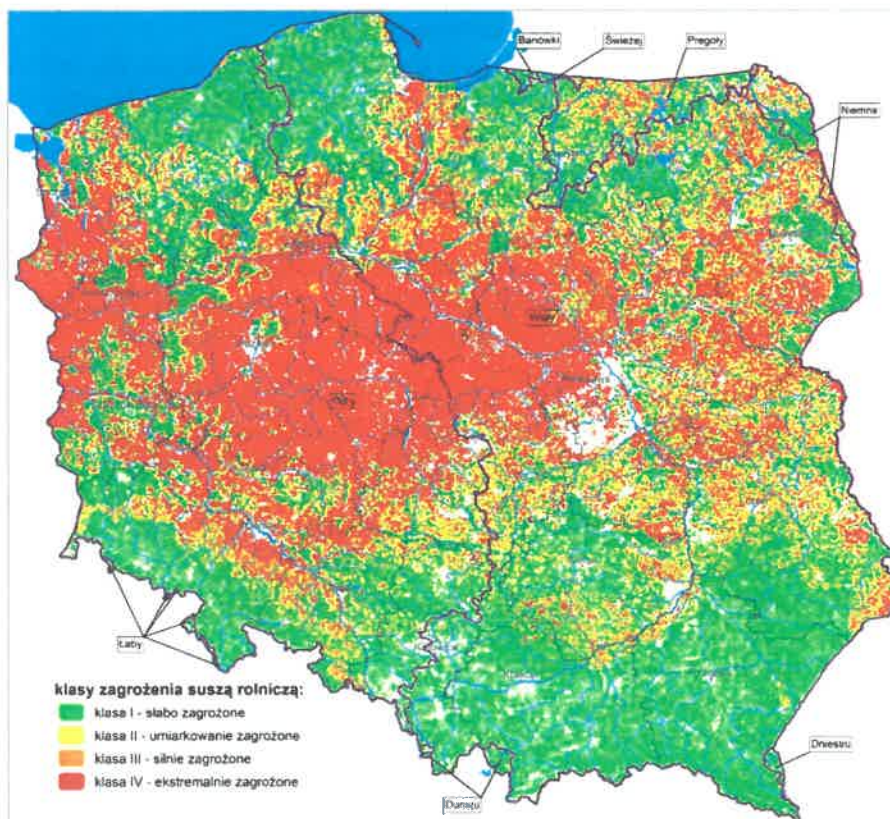 Banówki
Świeżej
Pregoły
Niemna
Łaby
klasy zagrożenia suszą rolniczą:
klasa I - słabo zagrożone
klasa II - umiarkowanie zagrożone
klasa III - silnie zagrożone
klasa IV - ekstremalnie zagrożone
Dniestru
Dunaju